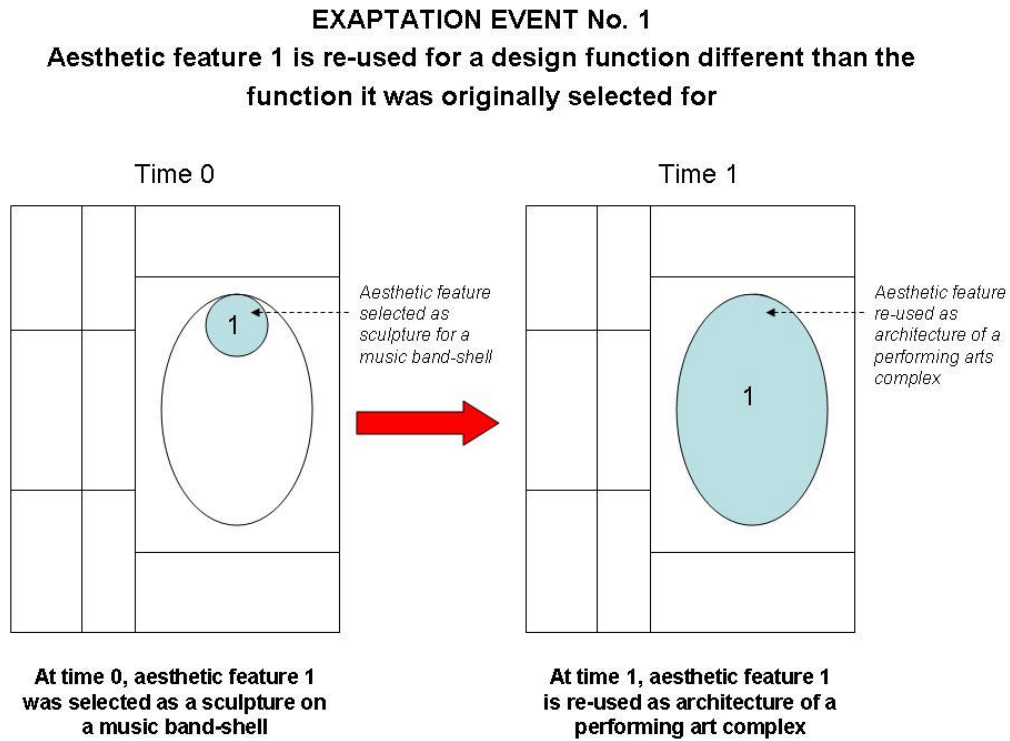 EXAPTATION EVENT No. 1
Aesthetic feature 1 is re-used for a design function different than the
function it was originally selected for
Time 0
Time 1
Aesthetic feature
selected as
sculpture for a
music band-shell
1
Aesthetic feature
re-used as
architecture of a
performing arts
complex
1
At time 0, aesthetic feature 1
was selected as a sculpture on
a music band-shell
At time 1, aesthetic feature 1
is re-used as architecture of a
performing art complex